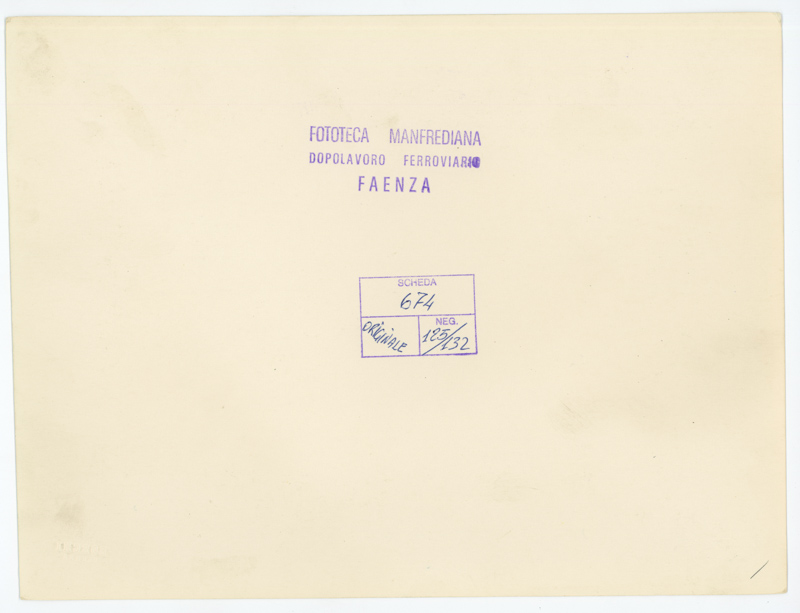 FOTOTECA MANFREDIANA
DOPOLAVORO FERROVIARIO
FAENZA
SCHEDA
674
ORIGINALE
NEG.
125/132